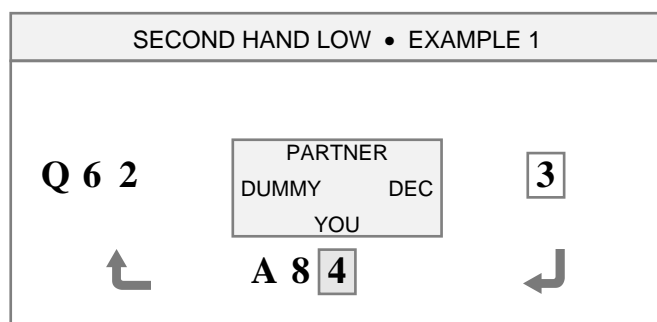 SECOND HAND LOW • EXAMPLE 1
PARTNER
Q 6 2 DUMMY DEC 3
YOU
A 8 4